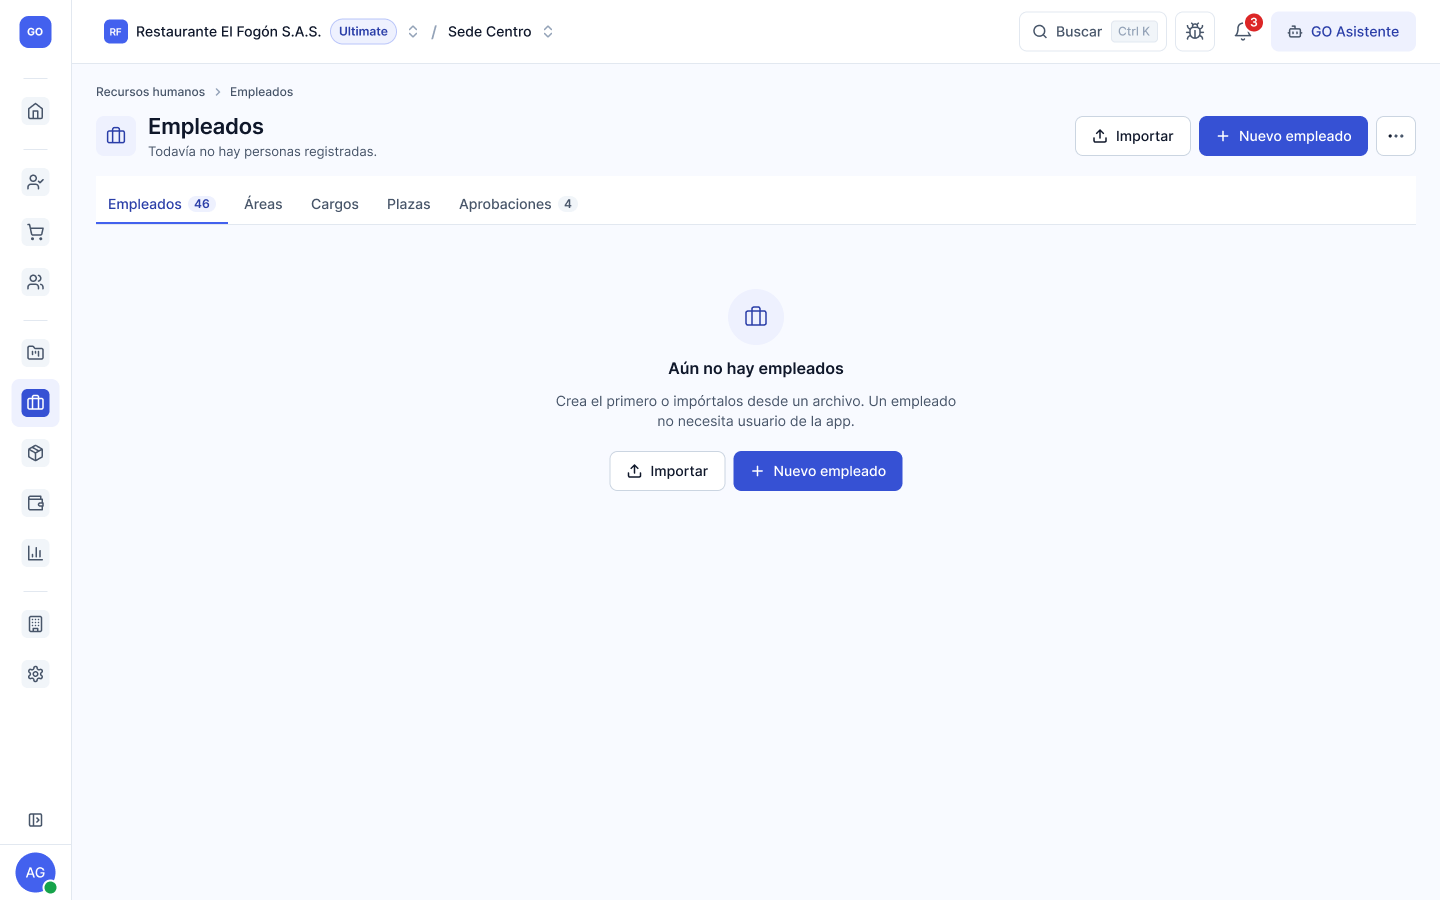 GO
RF Restaurante El Fogón S.A.S. Ultimate / Sede Centro
Buscar Ctrl K
3
GO Asistente
Recursos humanos > Empleados
Empleados
Todavía no hay personas registradas.
Importar
+ Nuevo empleado
Empleados 46 Áreas Cargos Plazas Aprobaciones 4
Aún no hay empleados
Crea el primero o impórtalos desde un archivo. Un empleado
no necesita usuario de la app.
Importar
+ Nuevo empleado
AG